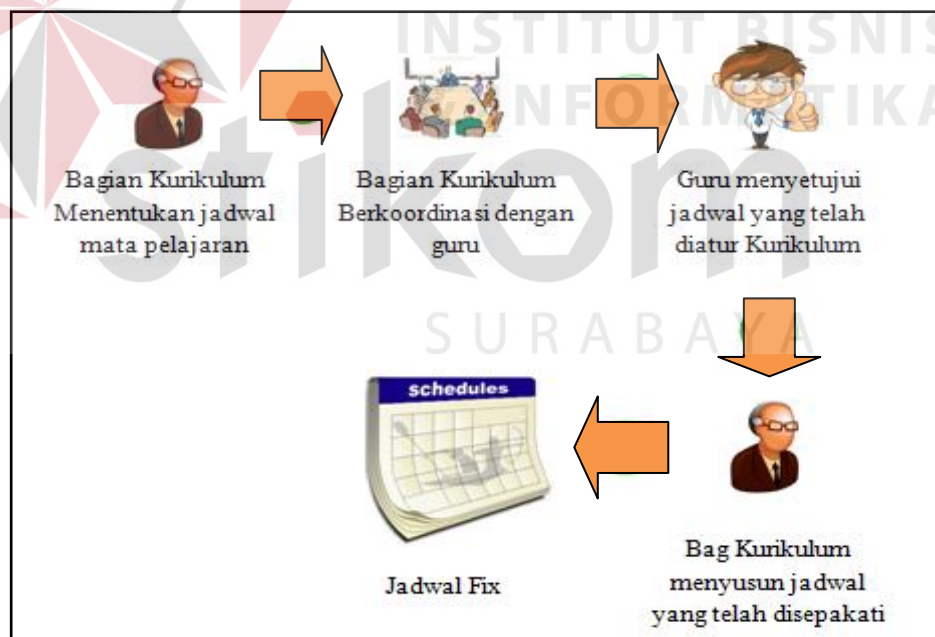 INSTITUT BISNIS
INFORMATIKA
stikom
SURABAYA
Bagian Kurikulum
Menentukan jadwal
mata pelajaran
Bagian Kurikulum
Berkoordinasi dengan
guru
Guru menyetujui
jadwal yang telah
diatur Kurikulum
schedules
Jadwal Fix
Bag Kurikulum
menyusun jadwal
yang telah disepakati